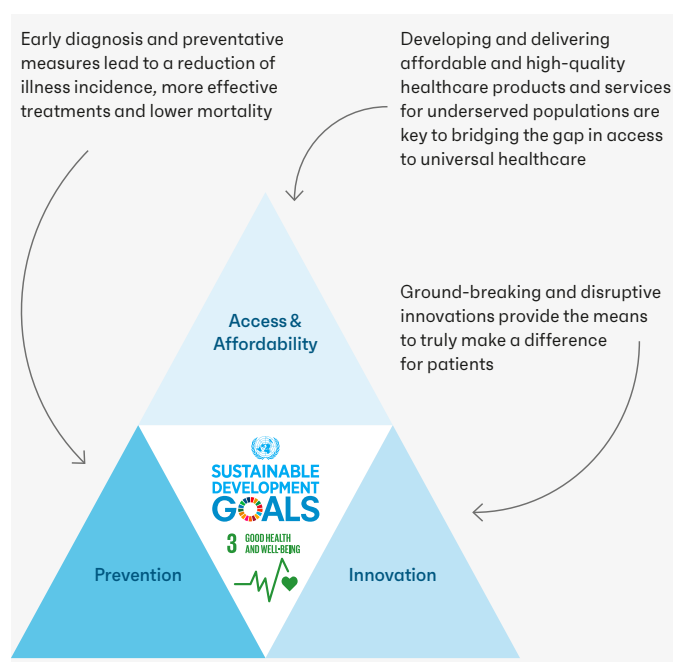 Early diagnosis and preventative
measures lead to a reduction of
illness incidence, more effective
treatments and lower mortality
Developing and delivering
affordable and high-quality
healthcare products and services
for underserved populations are
key to bridging the gap in access
to universal healthcare
Ground-breaking and disruptive
innovations provide the means
to truly make a difference
for patients
Access &
Affordability
SUSTAINABLE
DEVELOPMENT
GOALS
3 GOOD HEALTH
AND WELL-BEING
Prevention
Innovation